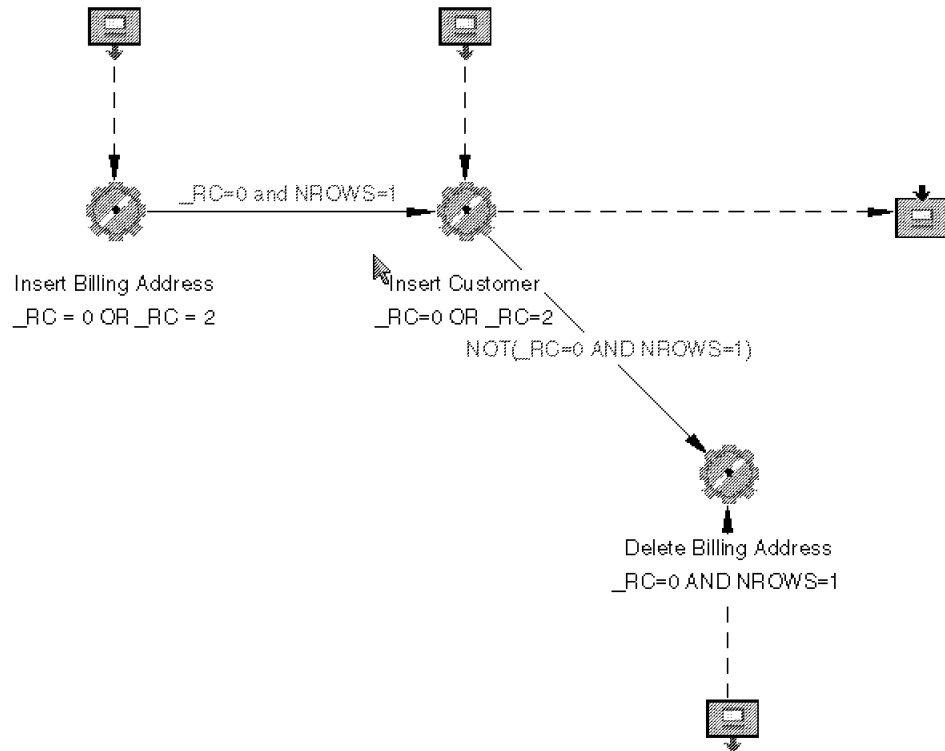 _RC=0 and NROWS=1
Insert Billing Address
_RC = 0 OR _RC = 2
Insert Customer
_RC=0 OR _RC=2
NOT(_RC=0 AND NROWS=1)
Delete Billing Address
_RC=0 AND NROWS=1